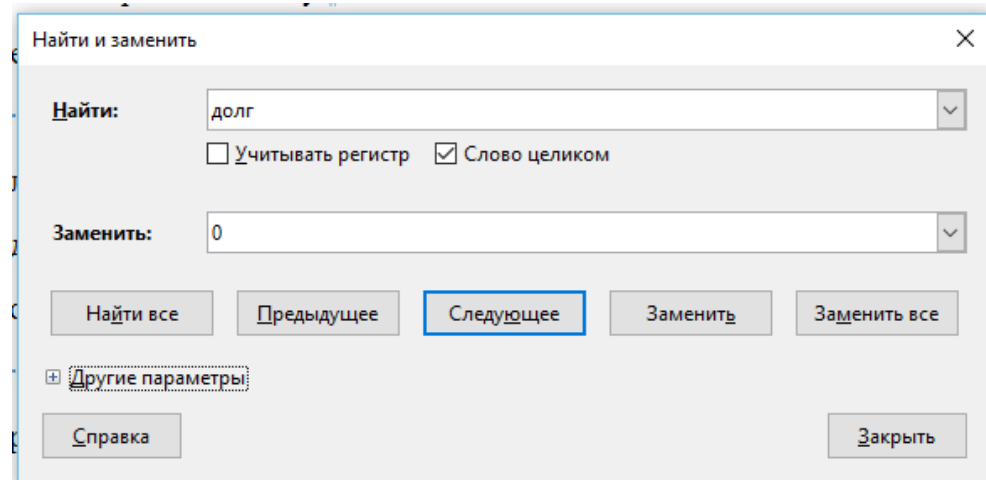 Найти и заменить
Найти:
долг
Учитывать регистр Слово целиком
Заменить:
0
Найти все Предыдущее Следующее Заменить Заменить все
Другие параметры
Справка Закрыть